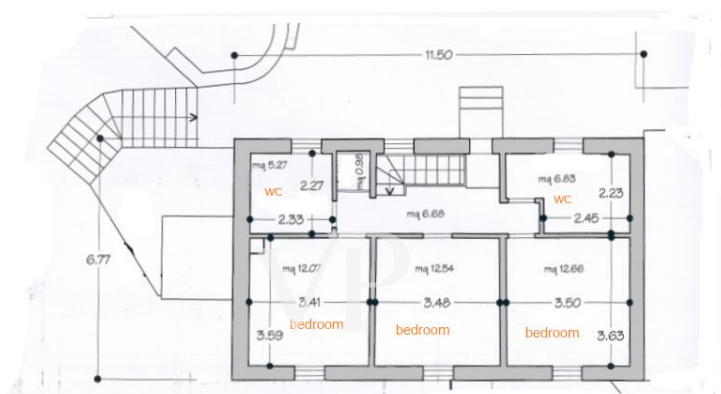 11.50
mq 5.27
wc
2.27
2.33
mq 0.98
mq 6.68
mq 6.83
wc
2.23
2.45
6.77
mq 12.07
3.41
bedroom
3.59
mq 12.54
3.48
bedroom
mq 12.66
3.50
bedroom
3.63
VP